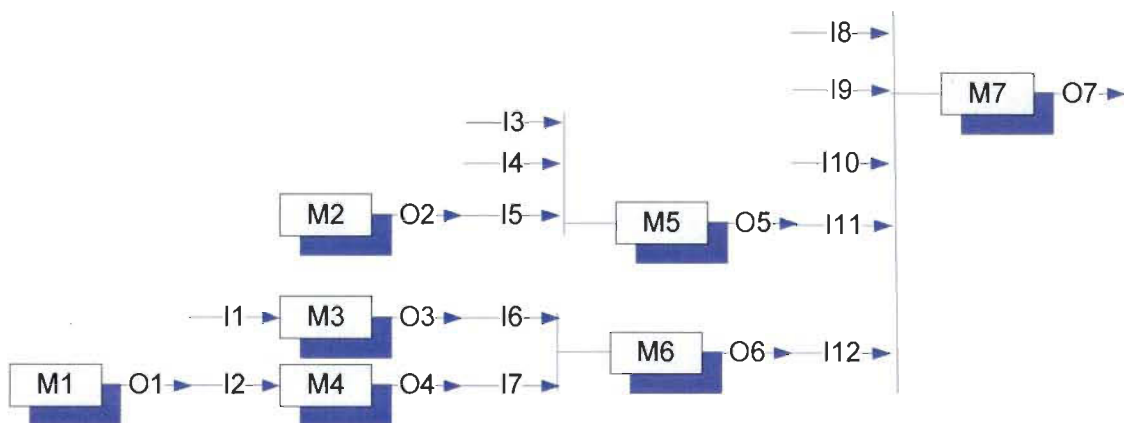 I8
I9
M7 O7
I3
I4
I10
M2 O2 I5
M5 O5 I11
I1 M3 O3 I6
M6 O6 I12
M1 O1 I2 M4 O4 I7